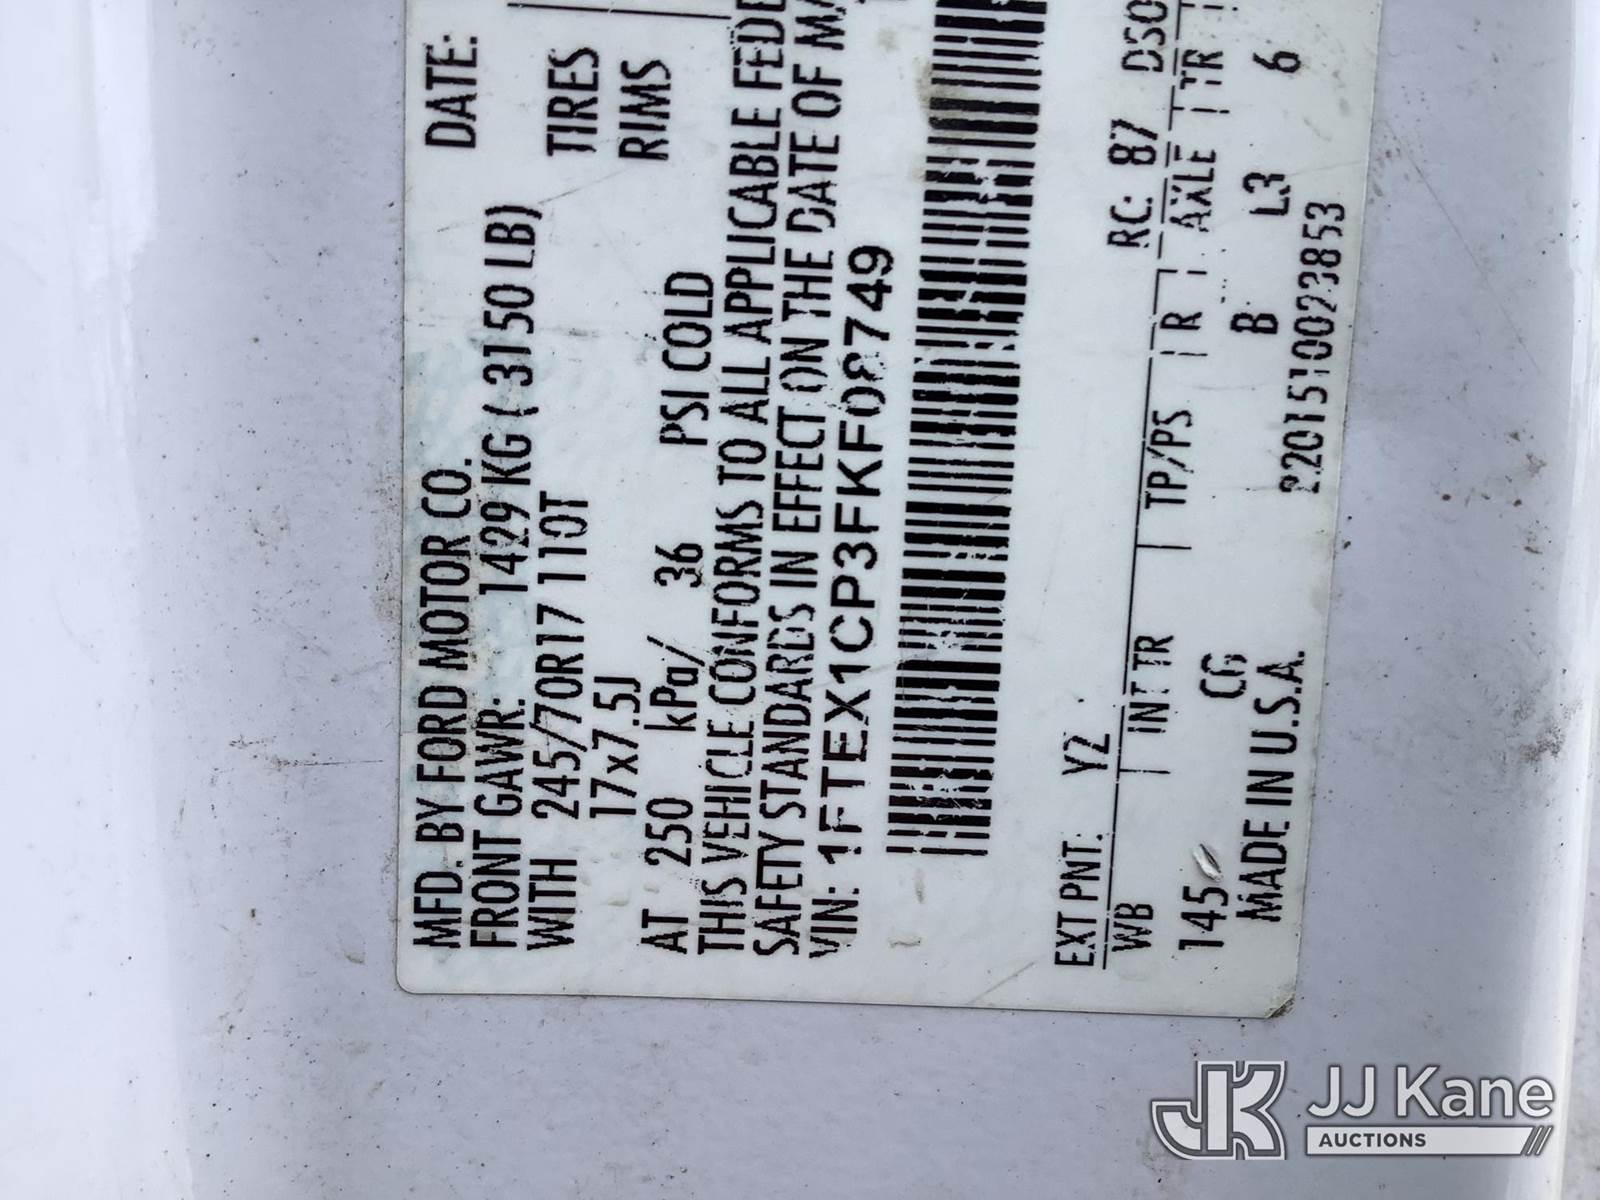 MFD. BY FORD MOTOR CO.
DATE:
FRONT GAWR: 1429 KG ( 3150 LB)
WITH 245/70R17 110T TIRES
17x7.5J RIMS
AT 250 kPa/ 36 PSI COLD
THIS VEHICLE CONFORMS TO ALL APPLICABLE FEDE
SAFETY STANDARDS IN EFFECT ON THE DATE OF MA
VIN: 1FTEX1CP3FKF08749
EXT PNT: Y2 RC: 87 DSO
WB INT TR TP/PS R AXLE TR
145 CG B L3 6
MADE IN U.S.A. 2201510023853
JK JJ Kane
AUCTIONS